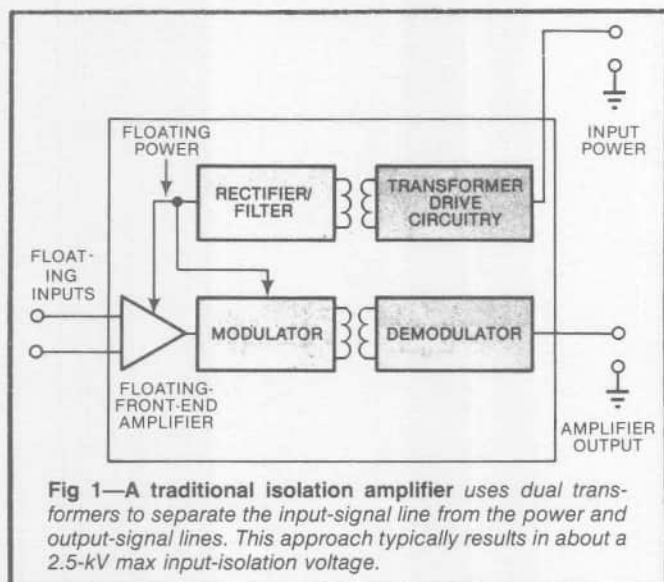 FLOATING
POWER
RECTIFIER/
FILTER
TRANSFORMER
DRIVE
CIRCUITRY
INPUT
POWER
FLOAT-
ING
INPUTS
MODULATOR
DEMODULATOR
FLOATING-
FRONT-END
AMPLIFIER
AMPLIFIER
OUTPUT
Fig 1—A traditional isolation amplifier uses dual trans-
formers to separate the input-signal line from the power and
output-signal lines. This approach typically results in about a
2.5-kV max input-isolation voltage.